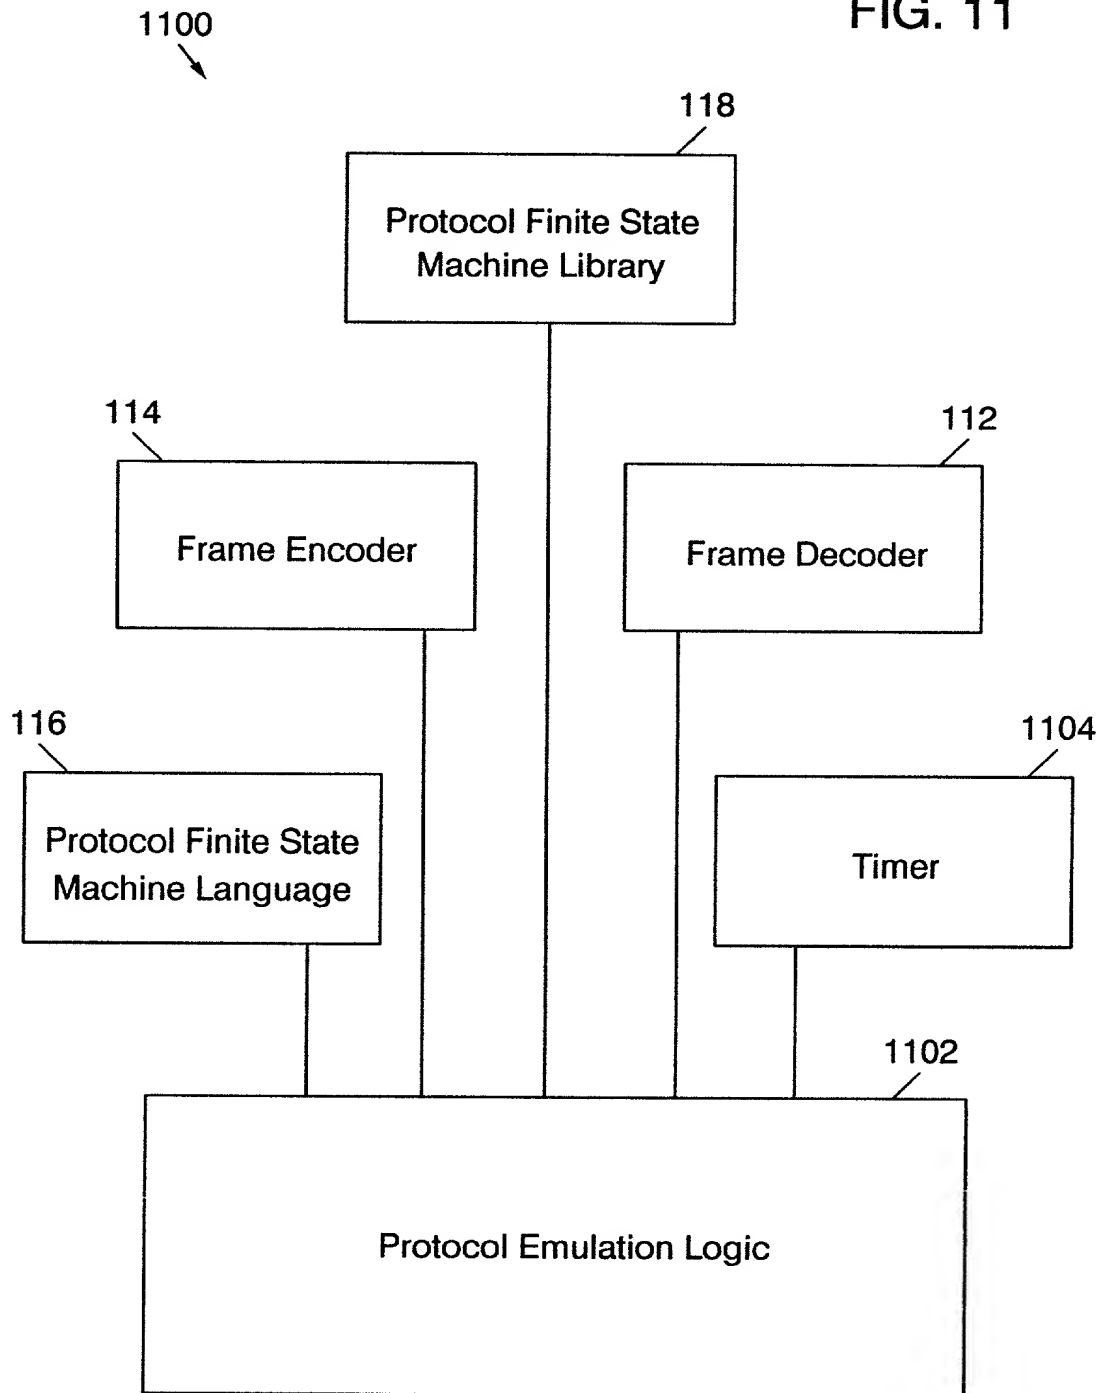 1100
FIG. 11
118
Protocol Finite State
Machine Library
114
112
Frame Encoder
Frame Decoder
116
1104
Protocol Finite State
Machine Language
Timer
1102
Protocol Emulation Logic